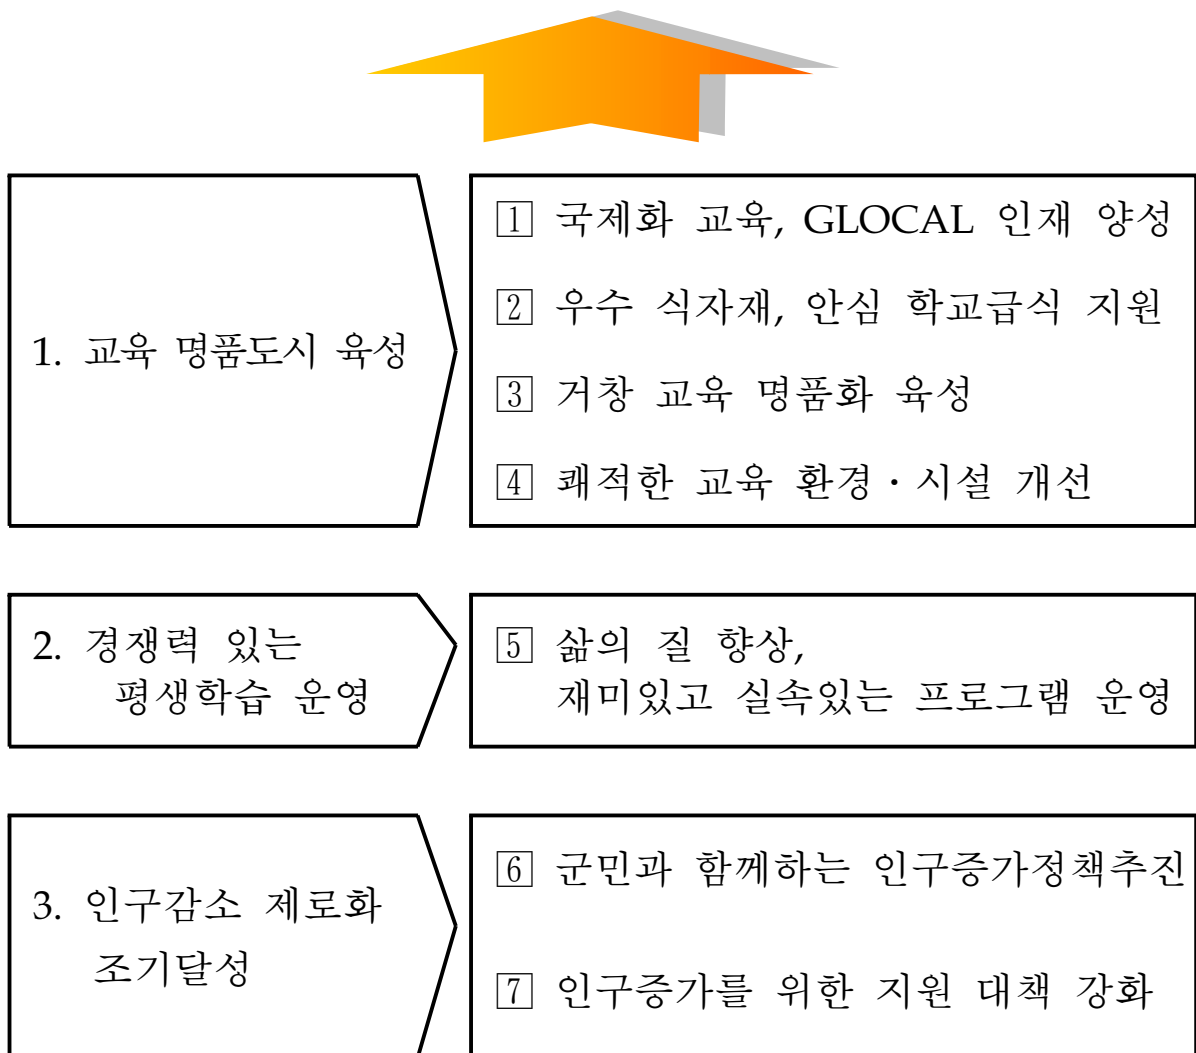 1. 교육 명품도시 육성
1 국제화 교육, GLOCAL 인재 양성
2 우수 식자재, 안심 학교급식 지원
3 거창 교육 명품화 육성
4 쾌적한 교육 환경·시설 개선
2. 경쟁력 있는
평생학습 운영
5 삶의 질 향상,
재미있고 실속있는 프로그램 운영
3. 인구감소 제로화
조기달성
6 군민과 함께하는 인구증가정책추진
7 인구증가를 위한 지원 대책 강화